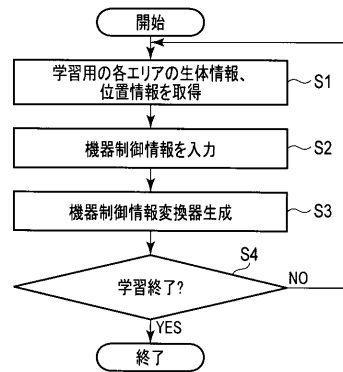 開始
学習用の各エリアの生体情報、
位置情報を取得
S1
機器制御情報を入力
S2
機器制御情報変換器生成
S3
S4
学習終了?
NO
YES
終了